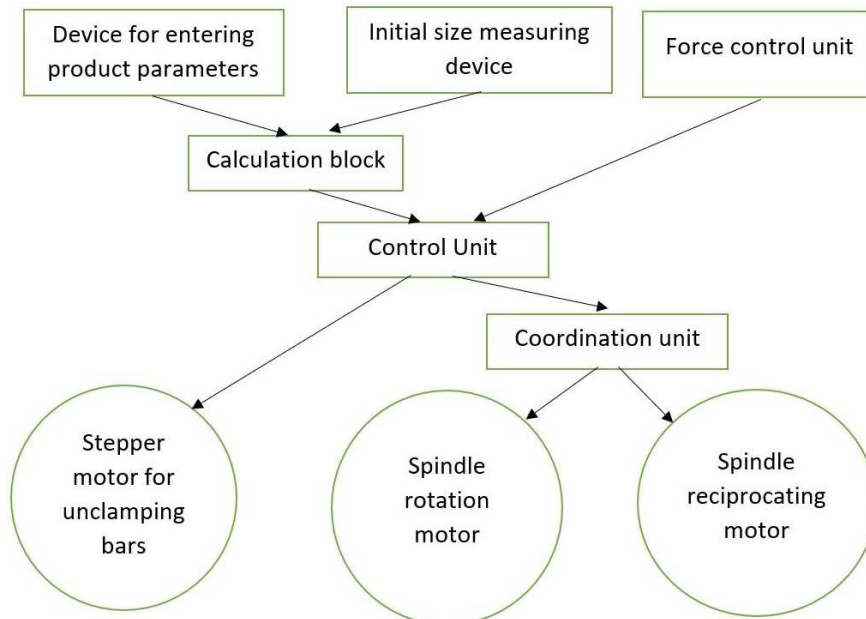 Device for entering
product parameters
Initial size measuring
device
Force control unit
Calculation block
Control Unit
Coordination unit
Stepper
motor for
unclamping
bars
Spindle
rotation
motor
Spindle
reciprocating
motor